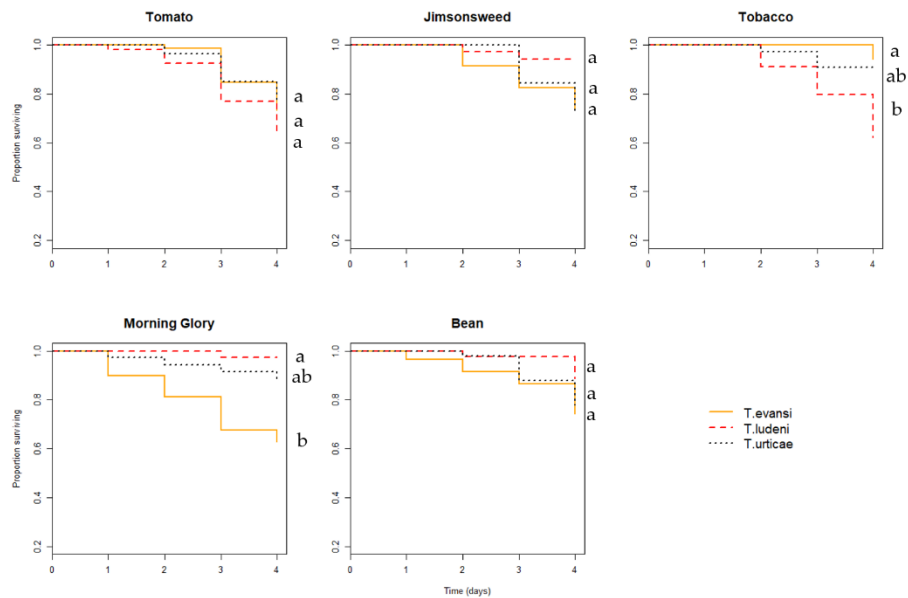 Tomato
Jimsonsweed
Tobacco
Proportion surviving
1.0
0.8
0.6
0.4
0.2
0 1 2 3 4
a
a
a
1.0
0.8
0.6
0.4
0.2
0 1 2 3 4
a
a
a
1.0
0.8
0.6
0.4
0.2
0 1 2 3 4
a
ab
b
Morning Glory
Bean
Proportion surviving
1.0
0.8
0.6
0.4
0.2
0 1 2 3 4
a
ab
b
1.0
0.8
0.6
0.4
0.2
0 1 2 3 4
a
a
a
Time (days)
T.evansi
T.ludeni
T.urticae